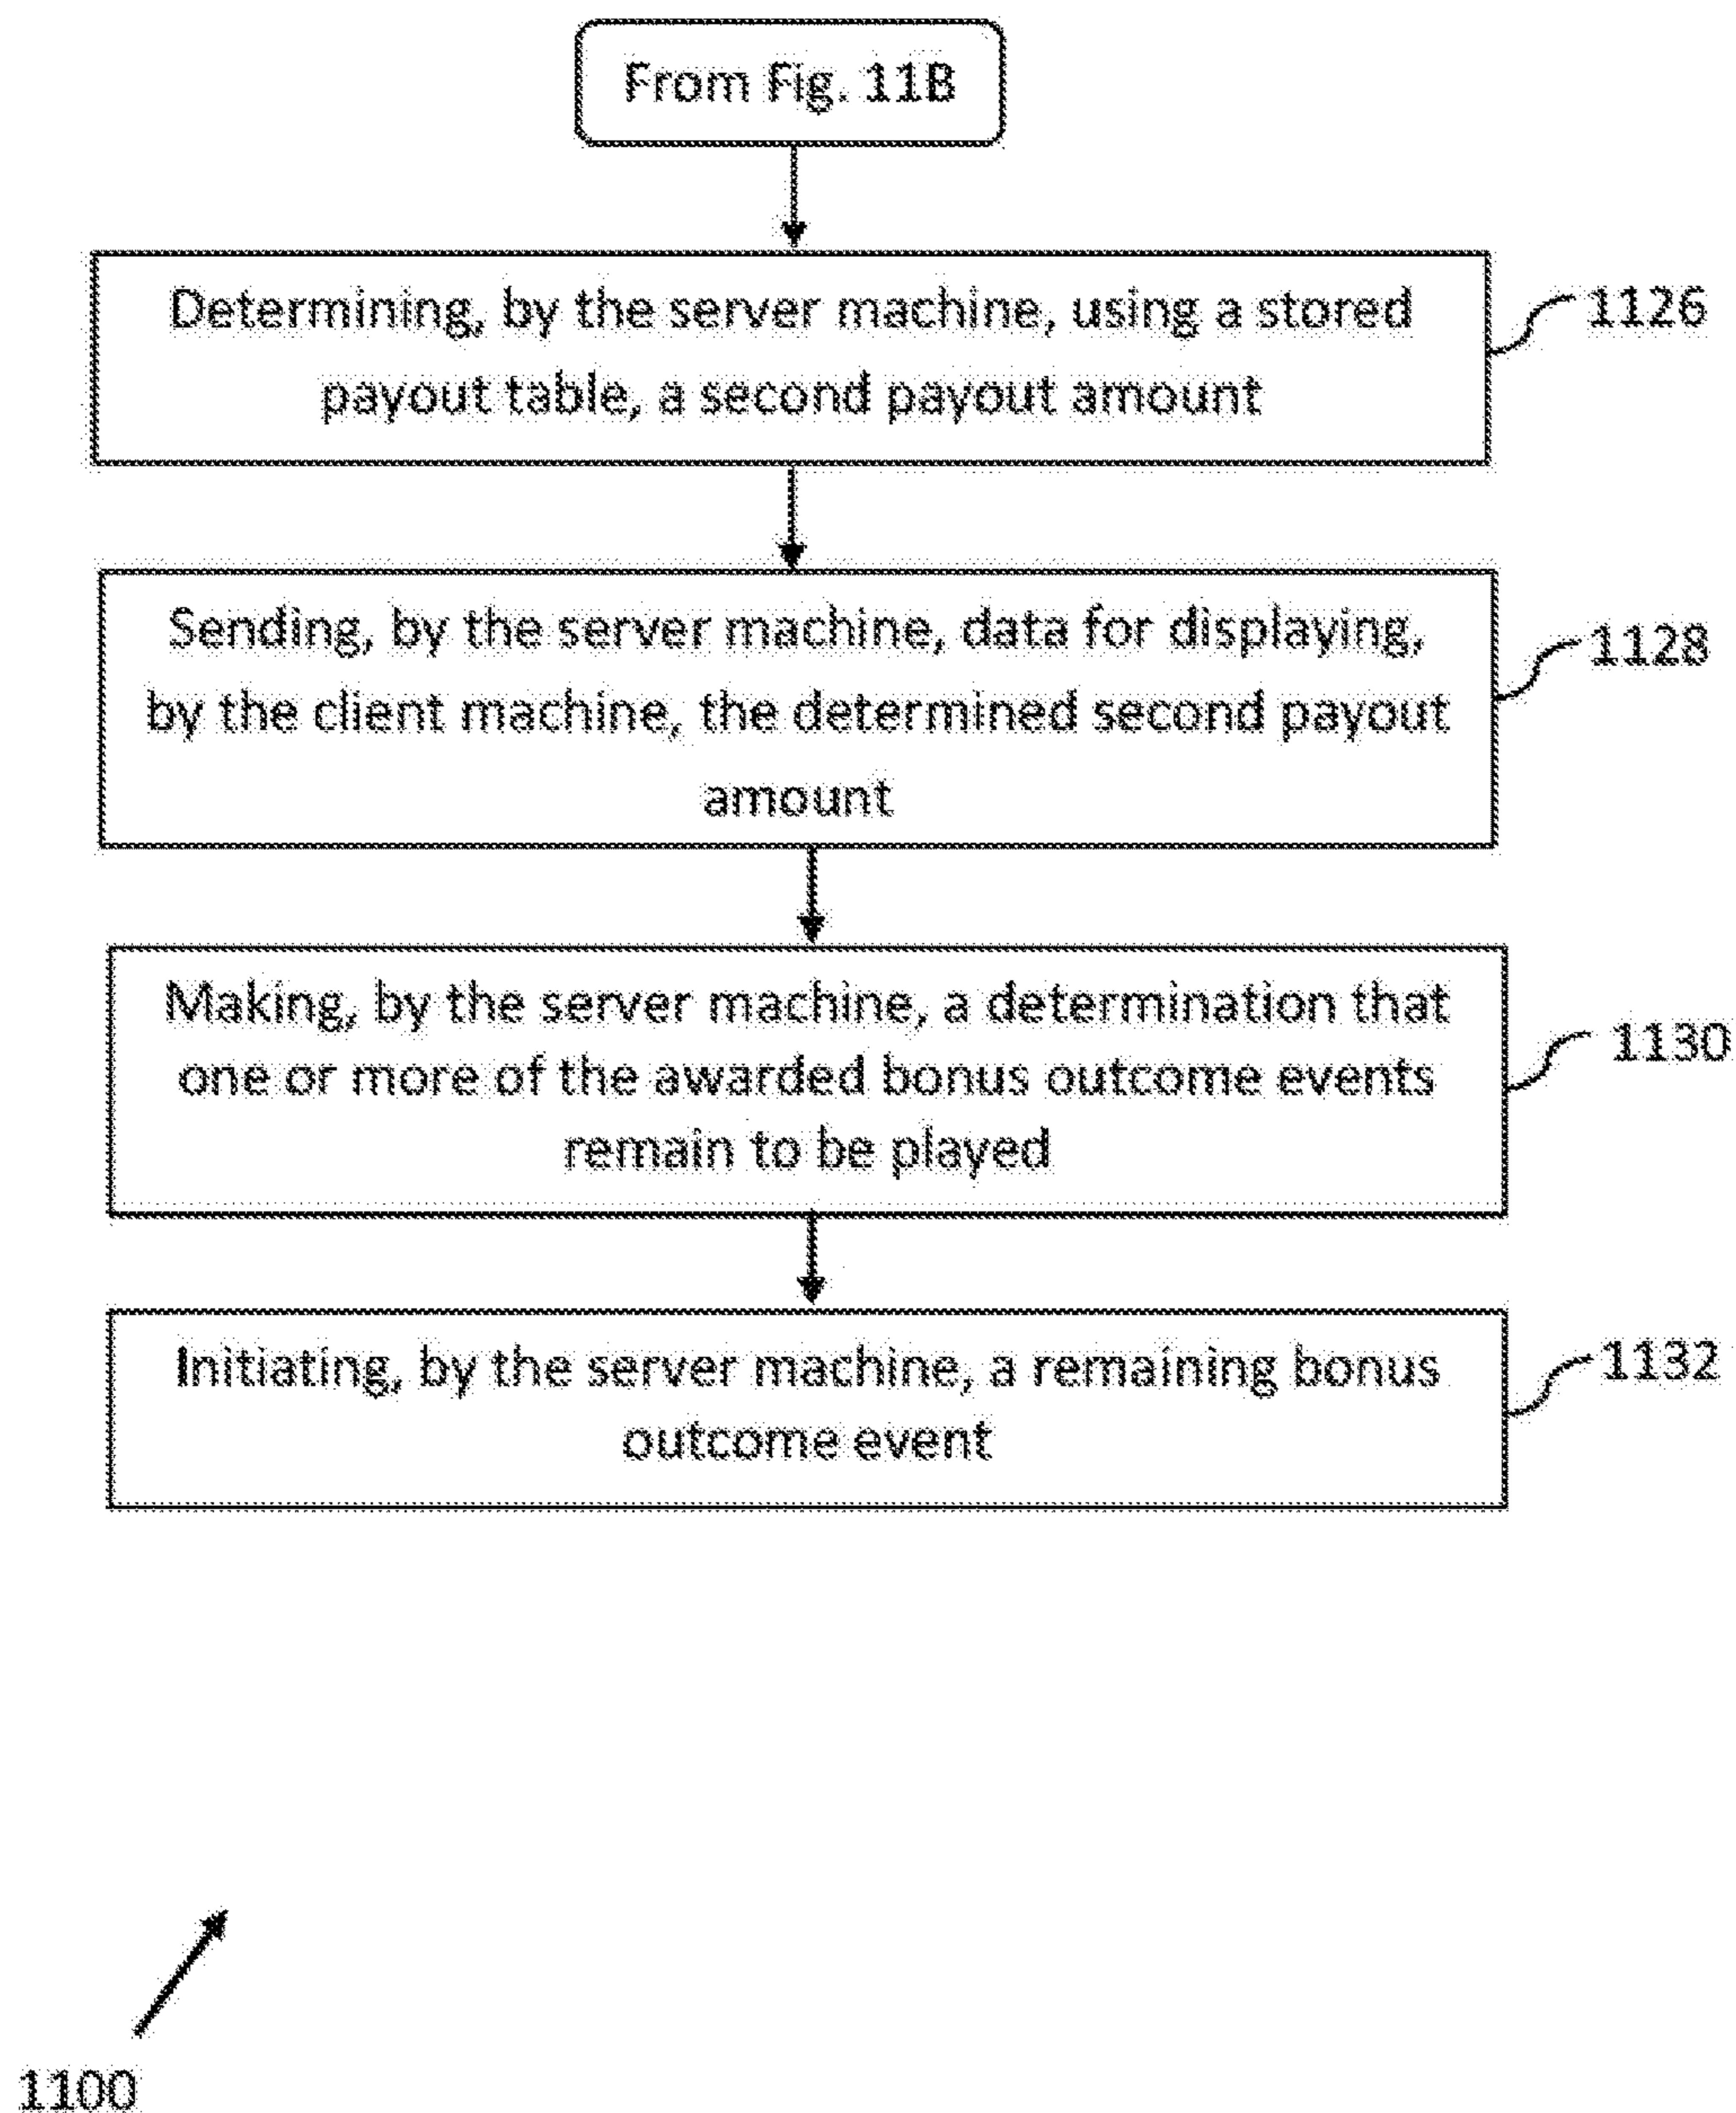 From Fig. 11B
Determining, by the server machine, using a stored
payout table, a second payout amount
1126
Sending, by the server machine, data for displaying,
by the client machine, the determined second payout
amount
1128
Making, by the server machine, a determination that
one or more of the awarded bonus outcome events
remain to be played
1130
Initiating, by the server machine, a remaining bonus
outcome event
1132
1100